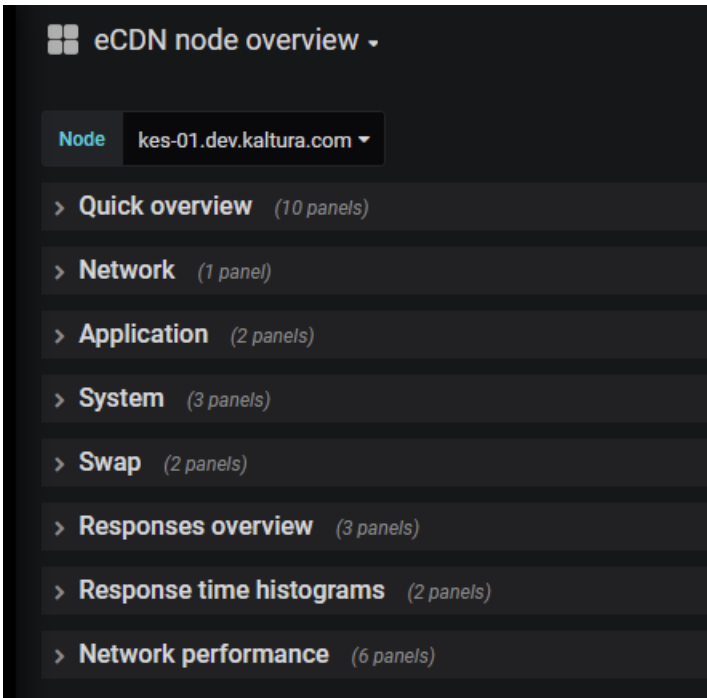 eCDN node overview
Node kes-01.dev.kaltura.com
Quick overview (10 panels)
Network (1 panel)
Application (2 panels)
System (3 panels)
Swap (2 panels)
Responses overview (3 panels)
Response time histograms (2 panels)
Network performance (6 panels)